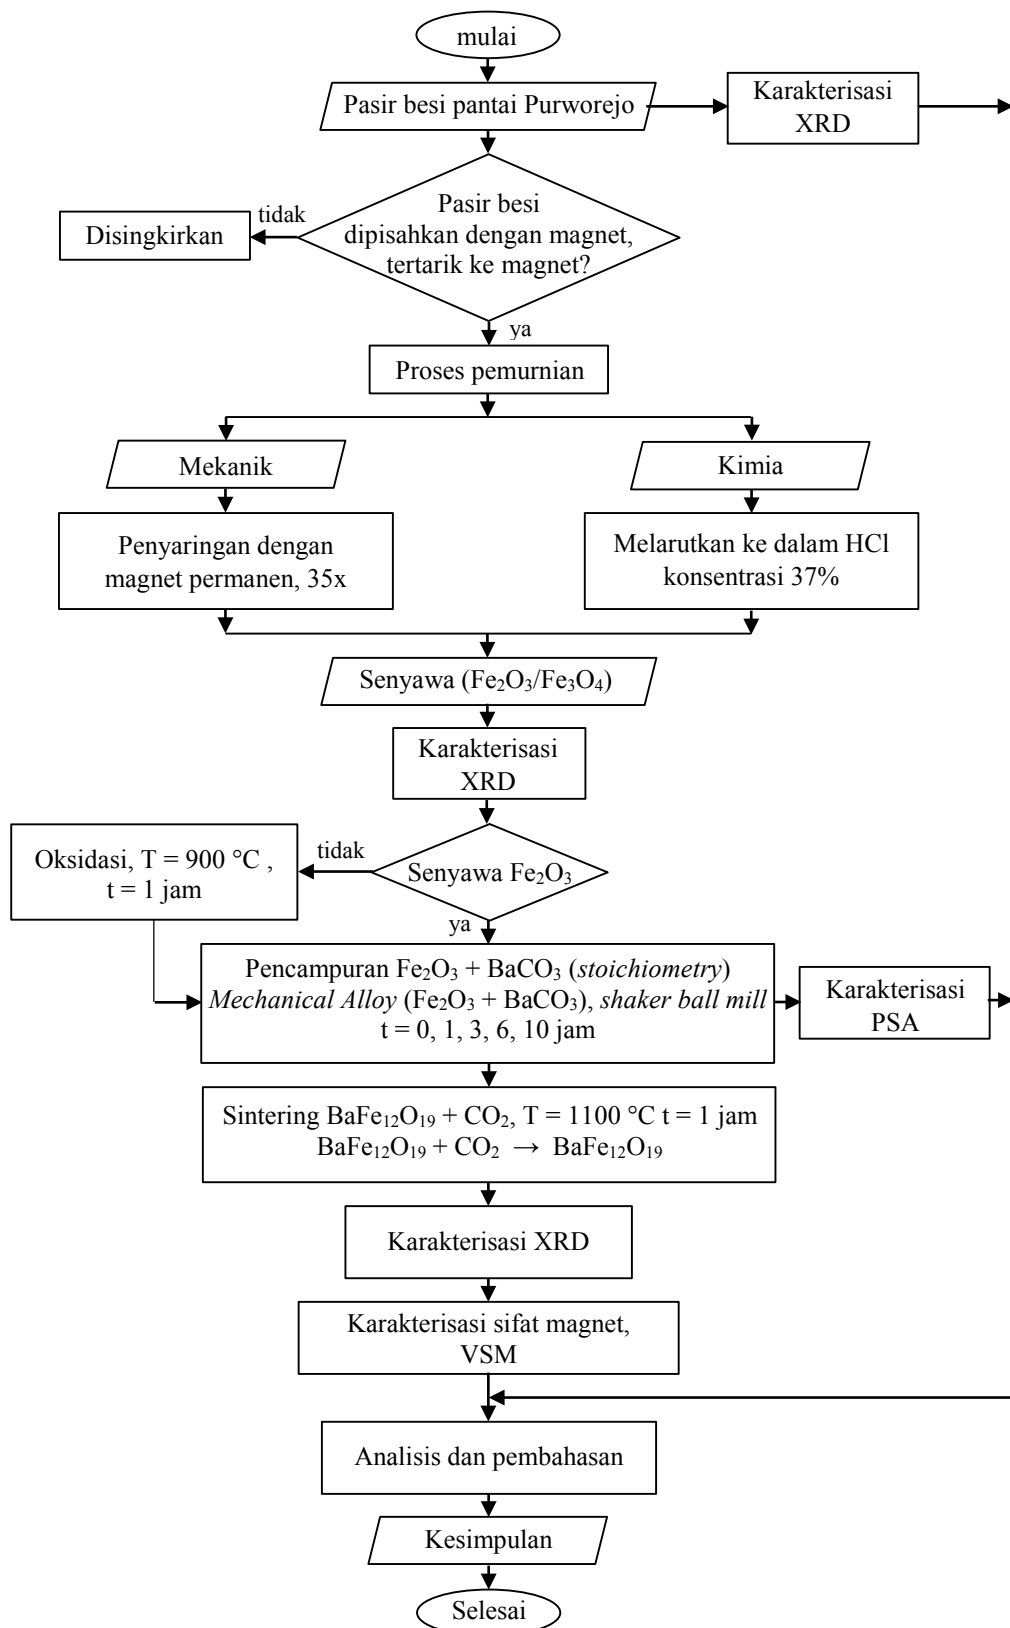 mulai
Pasir besi pantai Purworejo
Karakterisasi
XRD
Pasir besi
dipisahkan dengan magnet,
tertarik ke magnet?
tidak
Disingkirkan
ya
Proses pemurnian
Mekanik
Kimia
Penyaringan dengan
magnet permanen, 35x
Melarutkan ke dalam HCl
konsentrasi 37%
Senyawa (Fe₂O₃/Fe₃O₄)
Karakterisasi
XRD
Senyawa Fe₂O₃
tidak
Oksidasi, T = 900 °C ,
t = 1 jam
ya
Pencampuran Fe₂O₃ + BaCO₃ (stoichiometry)
Mechanical Alloy (Fe₂O₃ + BaCO₃), shaker ball mill
t = 0, 1, 3, 6, 10 jam
Karakterisasi
PSA
Sintering BaFe₁₂O₁₉ + CO₂, T = 1100 °C t = 1 jam
BaFe₁₂O₁₉ + CO₂ → BaFe₁₂O₁₉
Karakterisasi XRD
Karakterisasi sifat magnet,
VSM
Analisis dan pembahasan
Kesimpulan
Selesai